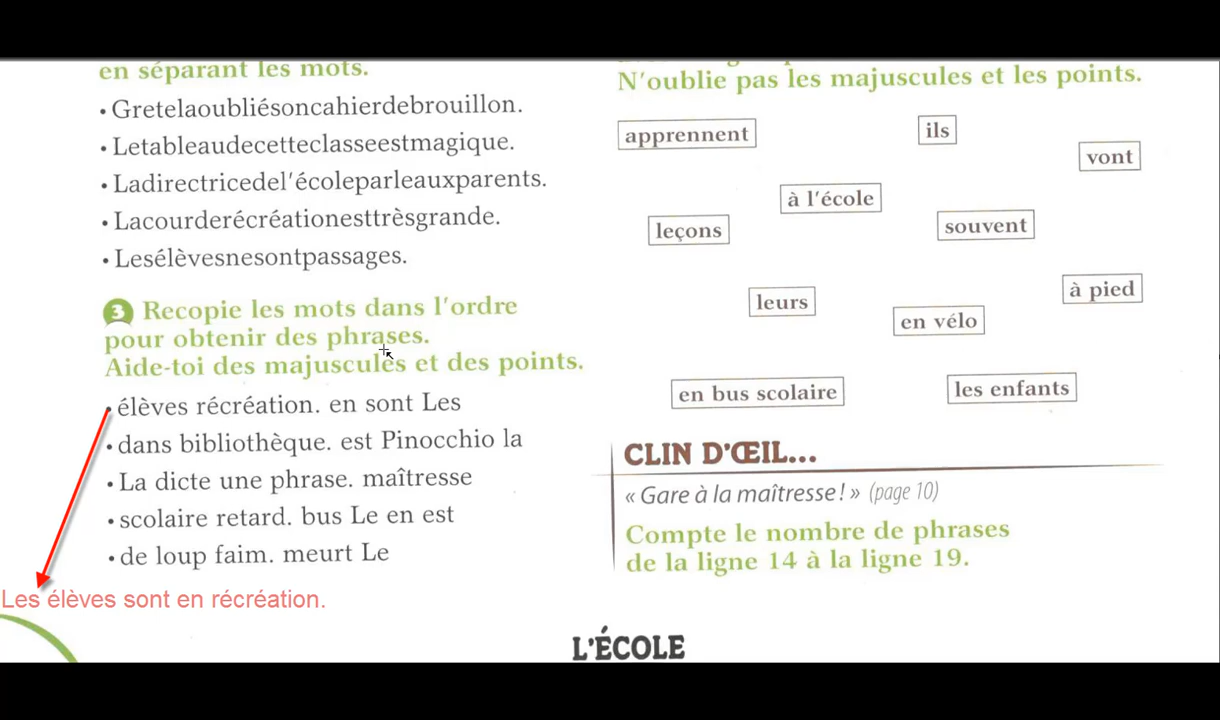 en séparant les mots.
• Gretelaoubliésoncahierdebrouillon.
• Letableaudecetteclasseestmagique.
• Ladirectricedel'écoleparleauxparents.
• Lacourderécréationesttrèsgrande.
• Lesélèvesnesontpassages.
3 Recopie les mots dans l'ordre
pour obtenir des phrases.
Aide-toi des majuscules et des points.
• élèves récréation. en sont Les
• dans bibliothèque. est Pinocchio la
• La dicte une phrase. maîtresse
• scolaire retard. bus Le en est
• de loup faim. meurt Le
Les élèves sont en récréation.
N'oublie pas les majuscules et les points.
apprennent
ils
vont
à l'école
leçons
souvent
leurs
à pied
en vélo
en bus scolaire
les enfants
CLIN D'ŒIL...
« Gare à la maîtresse ! » (page 10)
Compte le nombre de phrases
de la ligne 14 à la ligne 19.
L'ÉCOLE